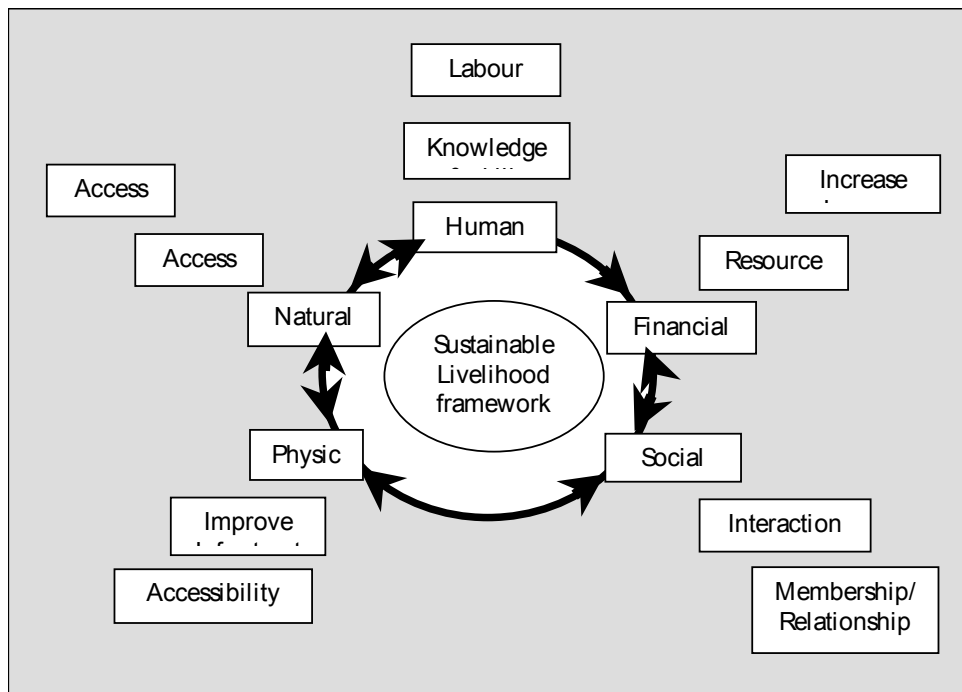 Labour
Knowledge
Access
Increase
Human
Access
Resource
Natural
Financial
Sustainable
Livelihood
framework
Physic
Social
Improve
Interaction
Accessibility
Membership/
Relationship